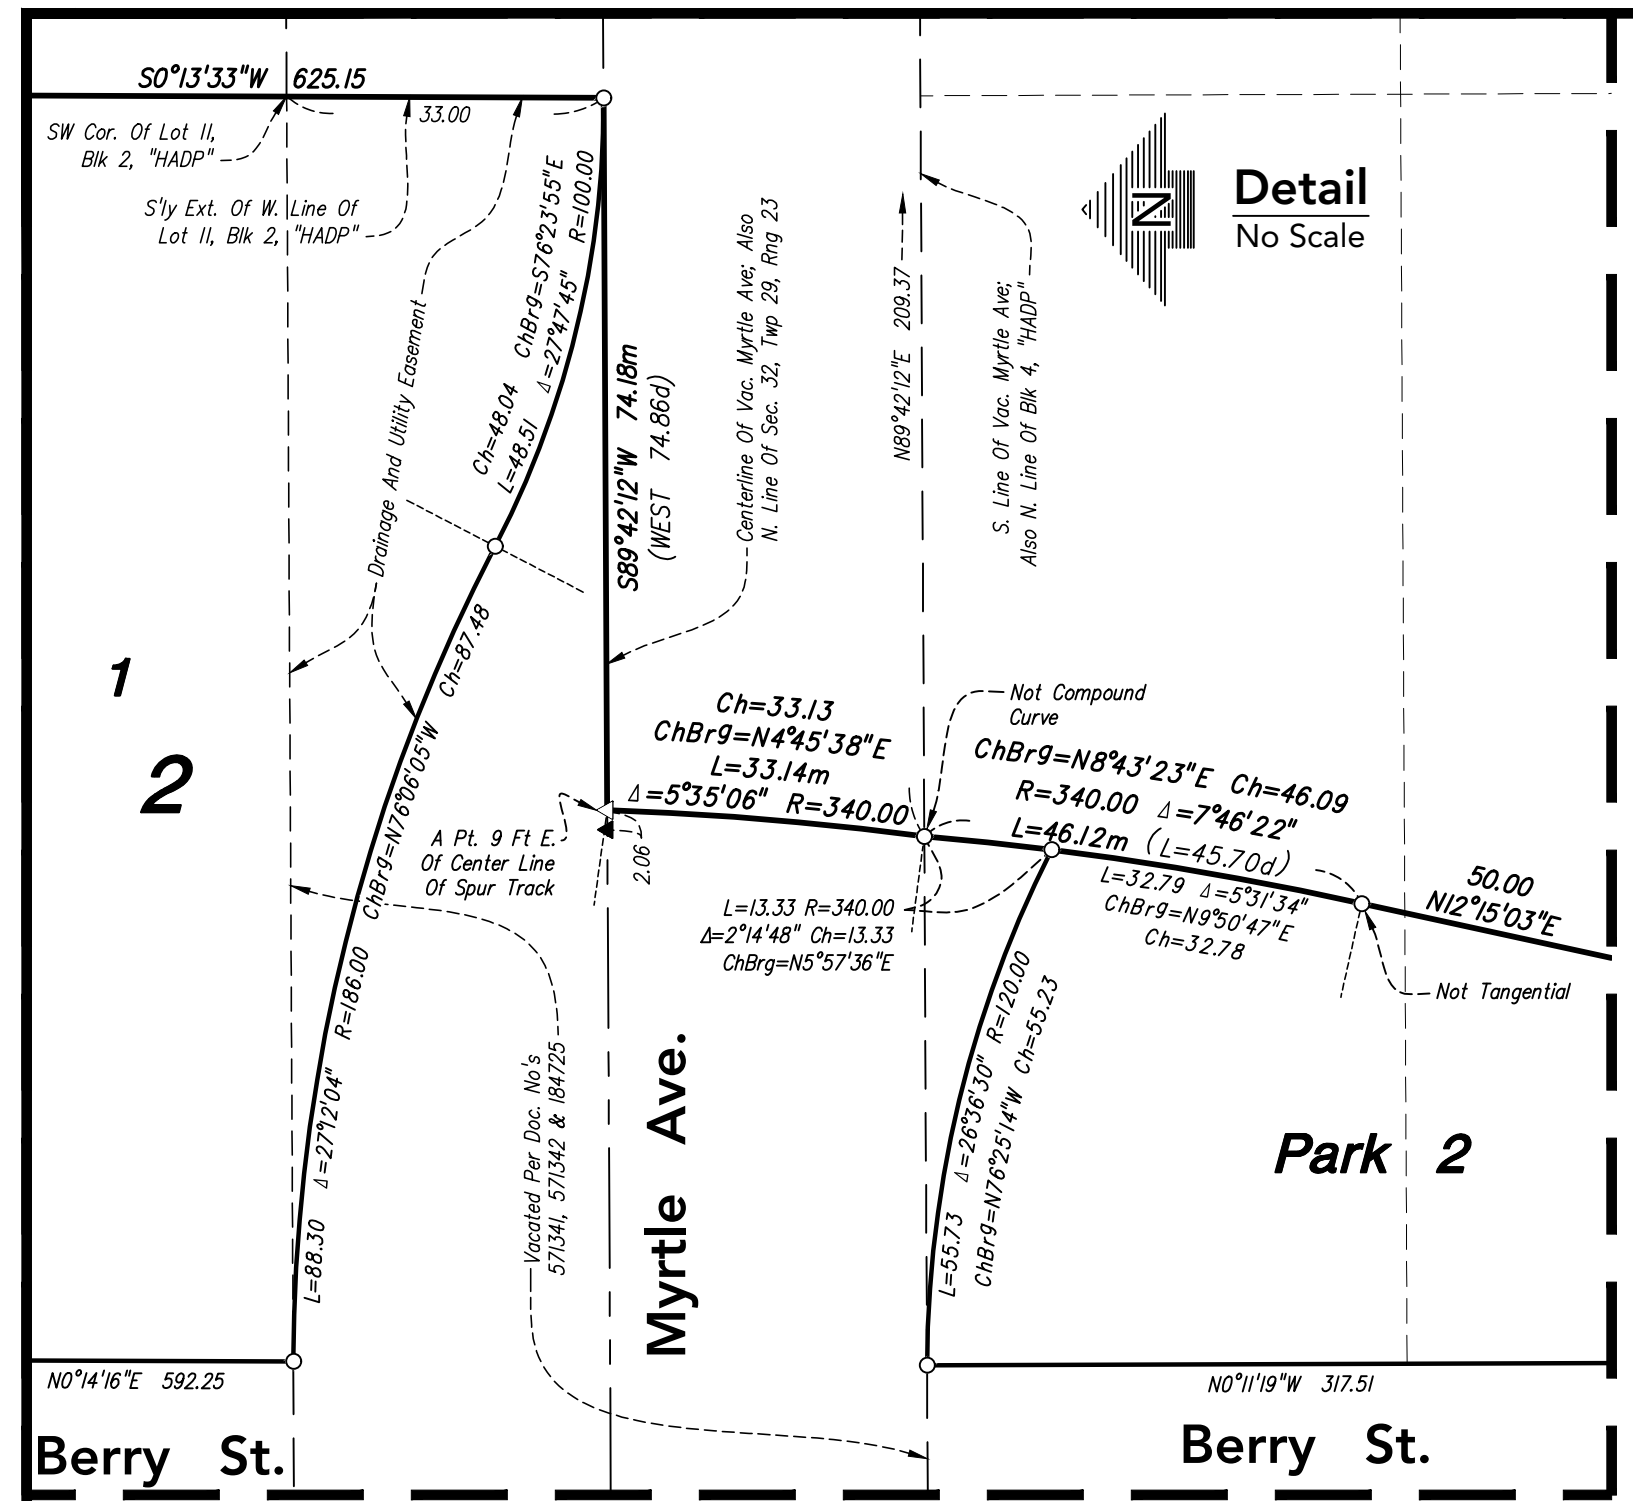 S0°13'33"W 625.15
33.00
SW Cor. Of Lot 11,
Blk 2, "HADP"
S'ly Ext. Of W. Line Of
Lot 11, Blk 2, "HADP"
Drainage And Utility Easement
Ch=48.04 ChBrg=S76°23'55"E
L=48.51 Δ=27°47'45" R=100.00
S89°42'12"W 74.18m
(WEST 74.86d)
Centerline Of Vac. Myrtle Ave; Also
N. Line Of Sec. 32, Twp 29, Rng 23
N89°42'12"E 209.37
S. Line Of Vac. Myrtle Ave;
Also N. Line Of Blk 4, "HADP"
N
Detail
No Scale
1
2
ChBrg=N76°06'05"W Ch=87.48
L=88.30 Δ=27°12'04" R=186.00
Ch=33.13
ChBrg=N4°45'38"E
L=33.14m
Δ=5°35'06" R=340.00
Not Compound
Curve
ChBrg=N8°43'23"E Ch=46.09
R=340.00 Δ=7°46'22"
L=46.12m (L=45.70d)
A Pt. 9 Ft E.
Of Center Line
Of Spur Track
2.06
L=13.33 R=340.00
Δ=2°14'48" Ch=13.33
ChBrg=N5°57'36"E
L=32.79 Δ=5°31'34"
ChBrg=N9°50'47"E
Ch=32.78
50.00
N12°15'03"E
Not Tangential
L=55.73 Δ=26°36'30" R=120.00
ChBrg=N76°25'14"W Ch=55.23
Vacated Per Doc. No's
571341, 571342 & 184725
Myrtle Ave.
Park 2
N0°14'16"E 592.25
N0°11'19"W 317.51
Berry St.
Berry St.